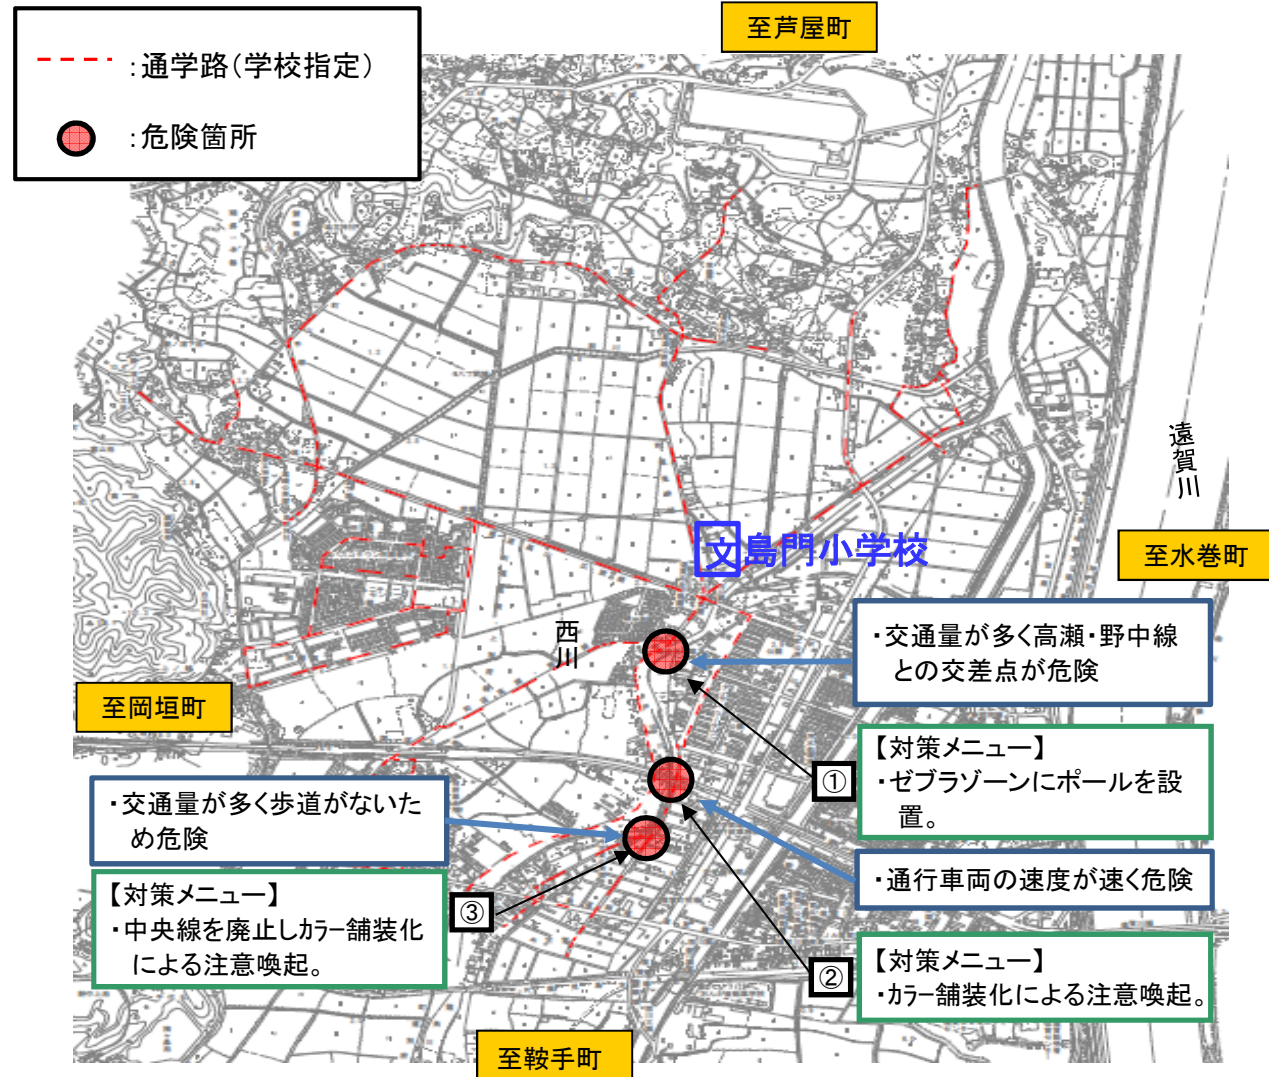 至芦屋町
:通学路(学校指定)
:危険箇所
遠賀川
文島門小学校
至水巻町
西川
・交通量が多く高瀬・野中線
との交差点が危険
至岡垣町
【対策メニュー】
・ゼブラゾーンにポールを設
置。
①
・交通量が多く歩道がないた
め危険
・通行車両の速度が速く危険
【対策メニュー】
・中央線を廃止しカラー舗装化
による注意喚起。
③
②
【対策メニュー】
・カラー舗装化による注意喚起。
至鞍手町